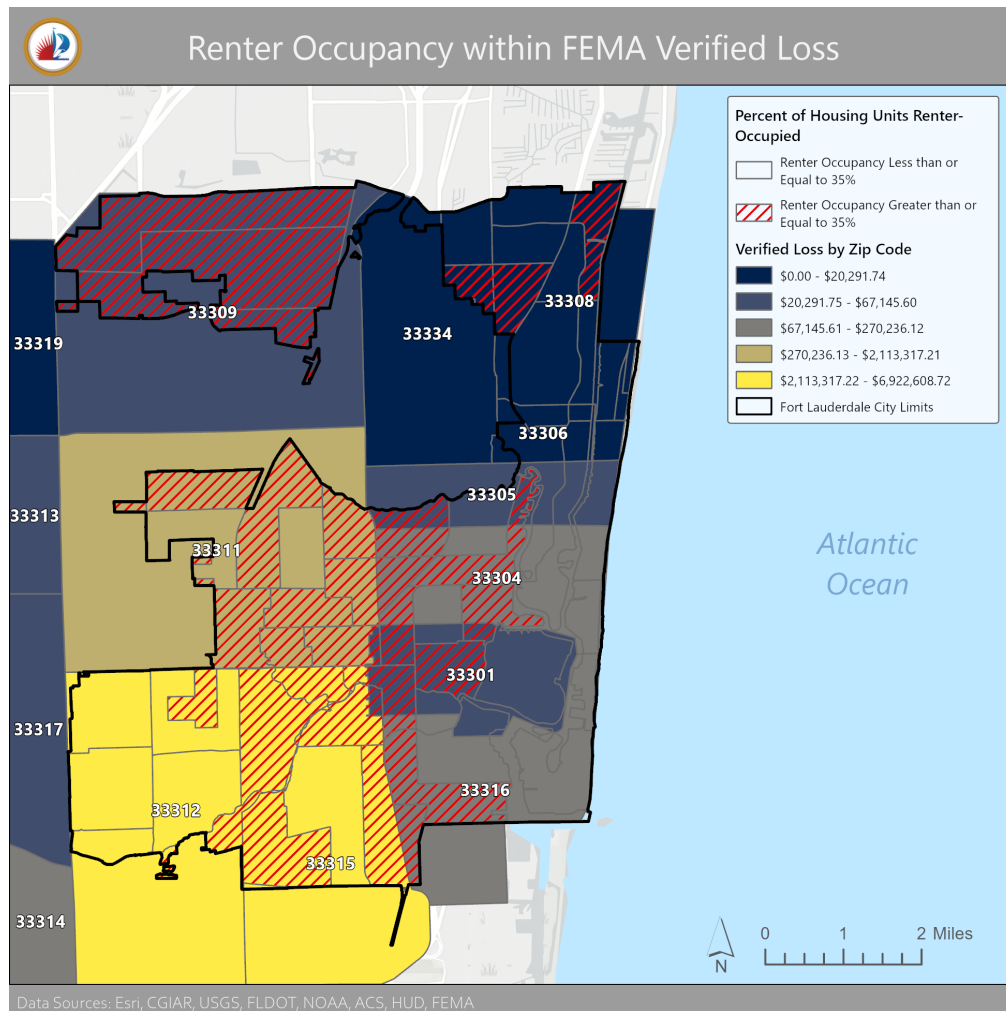 Renter Occupancy within FEMA Verified Loss
Percent of Housing Units Renter-
Occupied
Renter Occupancy Less than or
Equal to 35%
Renter Occupancy Greater than or
Equal to 35%
Verified Loss by Zip Code
$0.00 - $20,291.74
$20,291.75 - $67,145.60
$67,145.61 - $270,236.12
$270,236.13 - $2,113,317.21
$2,113,317.22 - $6,922,608.72
Fort Lauderdale City Limits
33308
33309
33334
33319
33306
33305
33313
33311
33304
Atlantic
Ocean
33301
33317
33316
33312
33315
33314
0 1 2 Miles
N
Data Sources: Esri, CGIAR, USGS, FLDOT, NOAA, ACS, HUD, FEMA